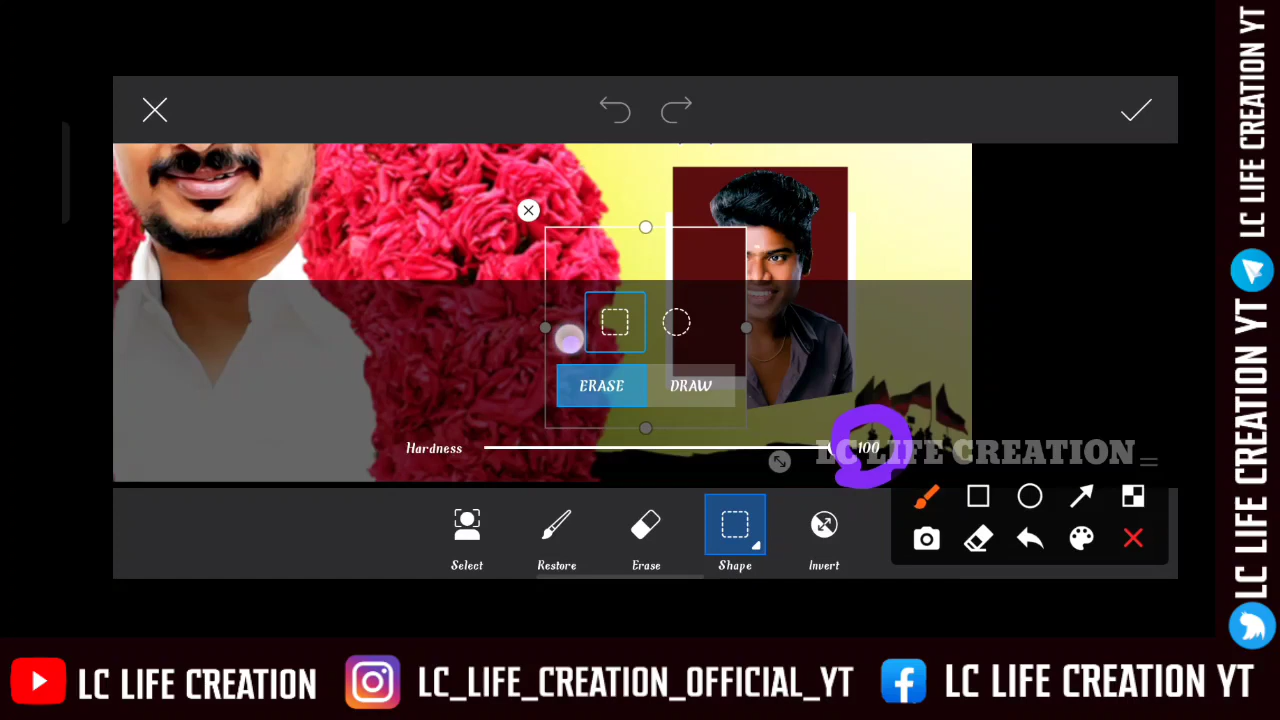 ERASE DRAW
Hardness 100
LC LIFE CREATION
Select Restore Erase Shape Invert
LC LIFE CREATION LC_LIFE_CREATION_OFFICIAL_YT LC LIFE CREATION YT
LC LIFE CREATION YT
LC LIFE CREATION YT